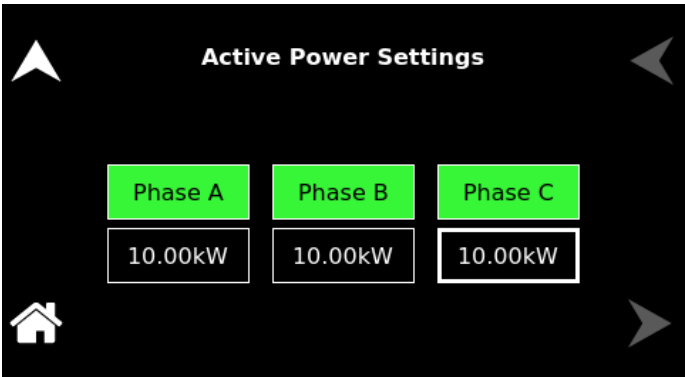 Active Power Settings
Phase A Phase B Phase C
10.00kW 10.00kW 10.00kW